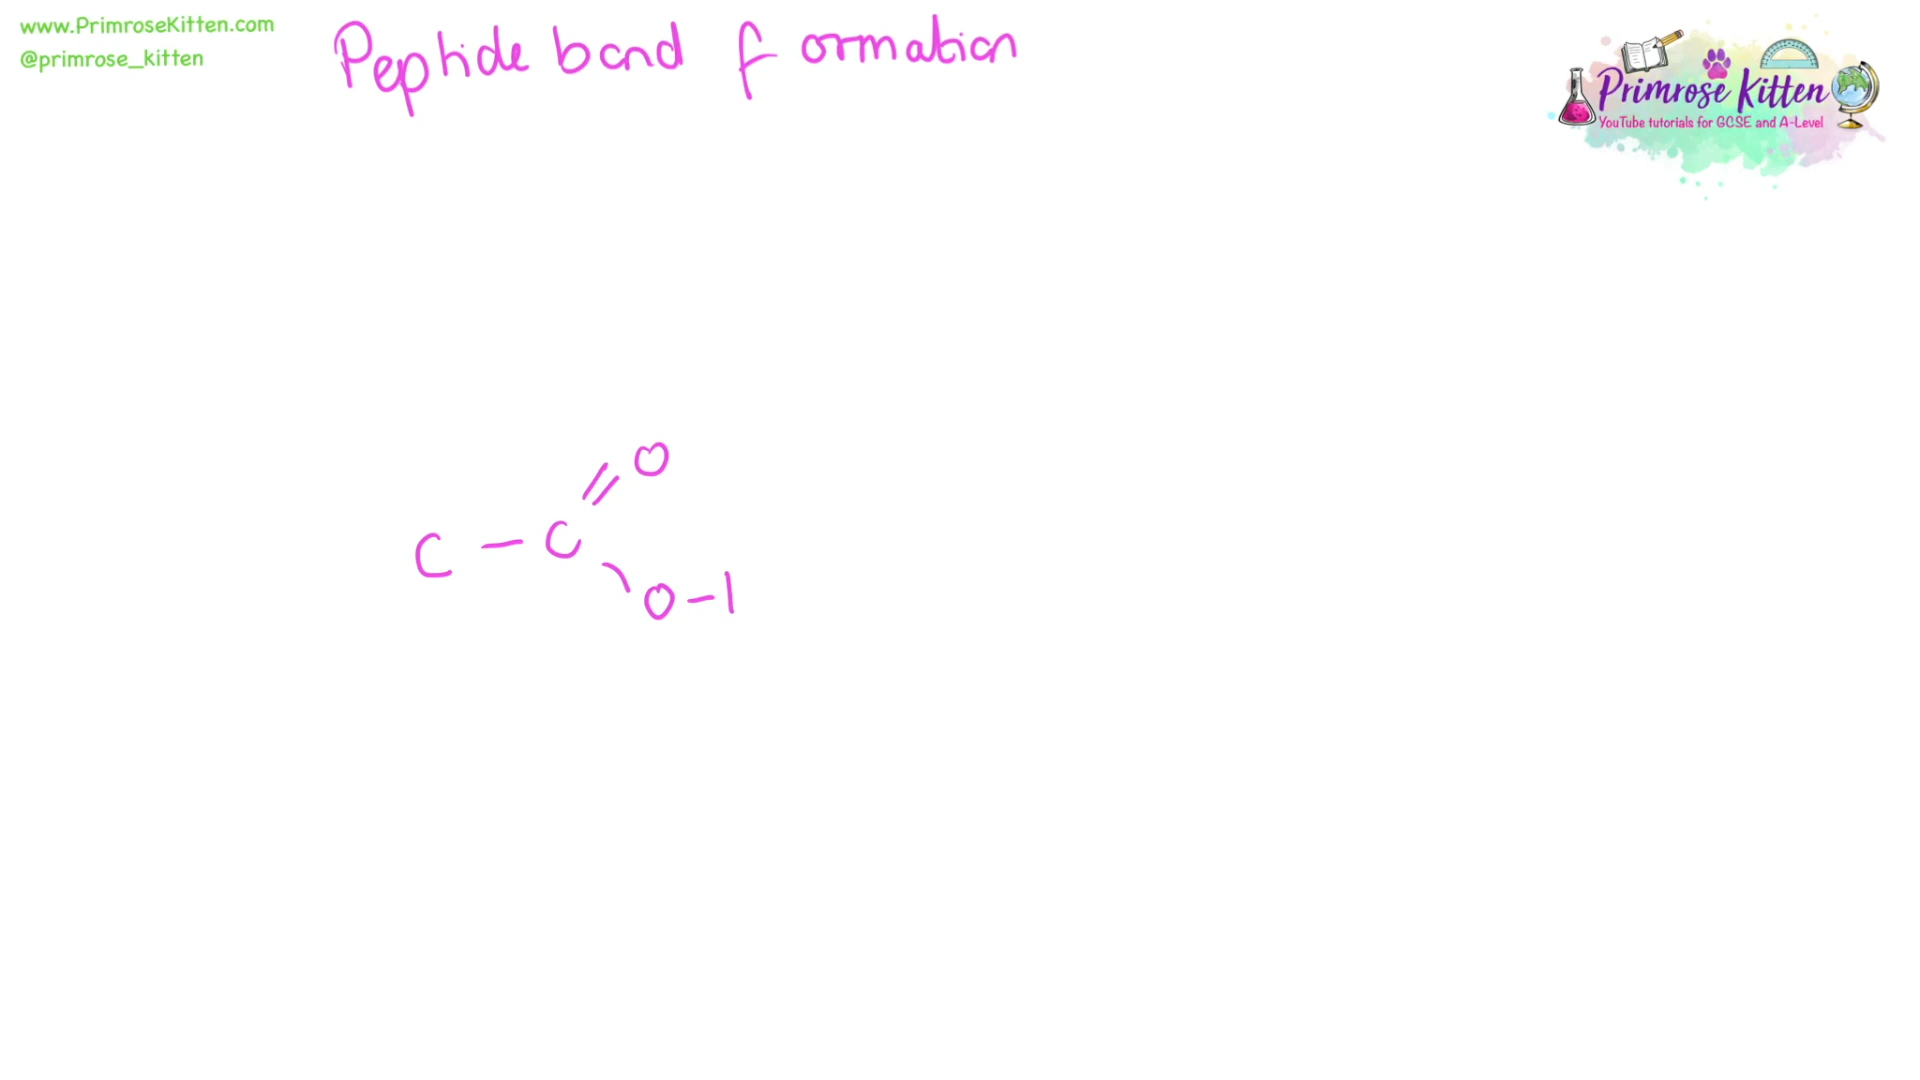 www.PrimroseKitten.com
@primrose_kitten
Peptide bond formation
Primrose Kitten
YouTube tutorials for GCSE and A-Level
O
C - C
O-